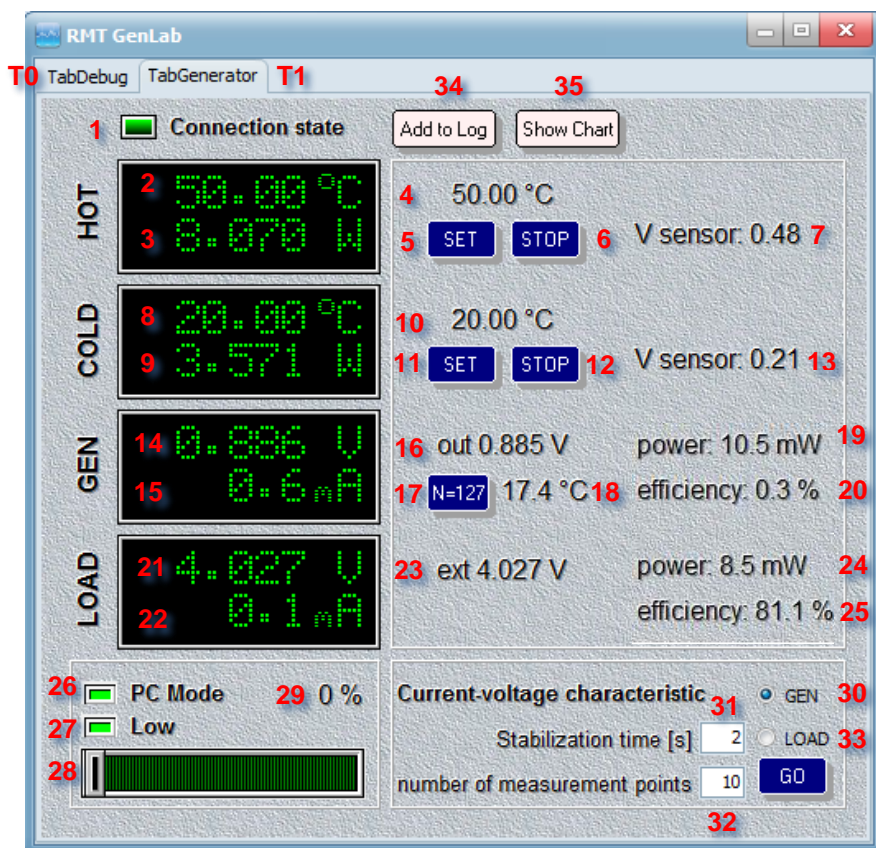 RMT GenLab
T0 TabDebug TabGenerator T1
34 35
1 Connection state Add to Log Show Chart
HOT
2 50.00 °C
3 8.070 W
4 50.00 °C
5 SET STOP 6 V sensor: 0.48 7
COLD
8 20.00 °C
9 3.571 W
10 20.00 °C
11 SET STOP 12 V sensor: 0.21 13
GEN
14 0.886 V
15 0.6 mA
16 out 0.885 V power: 10.5 mW 19
17 N=127 17.4 °C 18 efficiency: 0.3 % 20
LOAD
21 4.027 V
22 0.1 mA
23 ext 4.027 V power: 8.5 mW 24
efficiency: 81.1 % 25
26 PC Mode 29 0 %
27 Low
28
Current-voltage characteristic GEN 30
31
Stabilization time [s] 2 LOAD 33
number of measurement points 10 GO
32